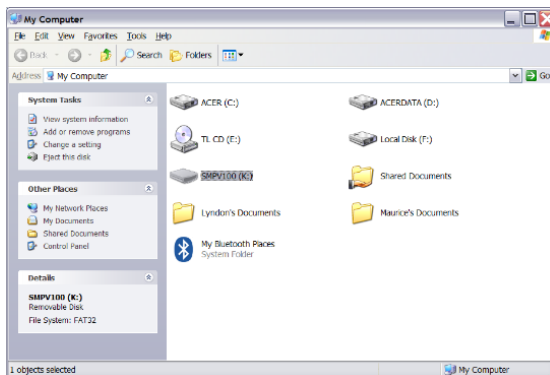 My Computer
File Edit View Favorites Tools Help
Back Search Folders
Address My Computer Go
System Tasks
View system information
Add or remove programs
Change a setting
Eject this disk
Other Places
My Network Places
My Documents
Shared Documents
Control Panel
Details
SMPV100 (K:)
Removable Disk
File System: FAT32
ACER (C:)
ACERDATA (D:)
TL CD (E:)
Local Disk (F:)
SMPV100 (K:)
Shared Documents
Lyndon's Documents
Maurice's Documents
My Bluetooth Places
System Folder
1 objects selected
My Computer